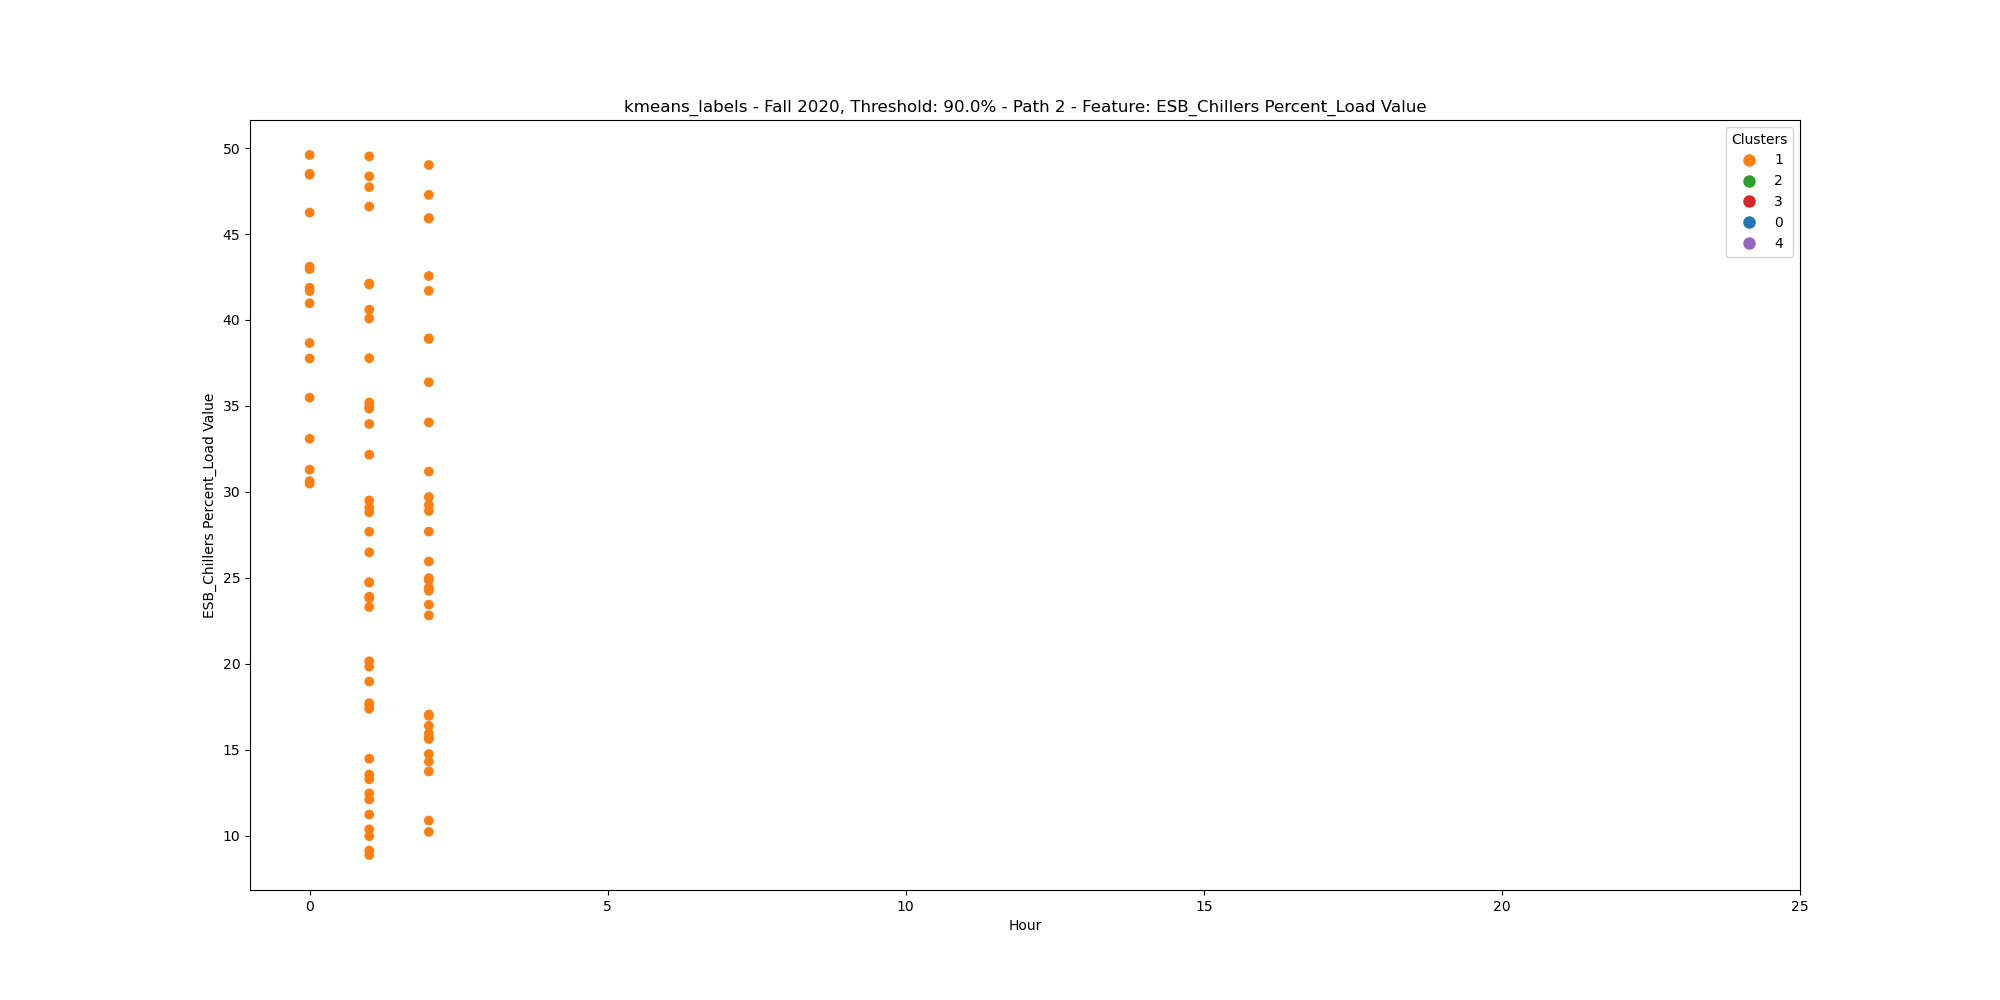 kmeans_labels - Fall 2020, Threshold: 90.0% - Path 2 - Feature: ESB_Chillers Percent_Load Value
Clusters
1
2
3
0
4
ESB_Chillers Percent_Load Value
50
45
40
35
30
25
20
15
10
0 5 10 15 20 25
Hour